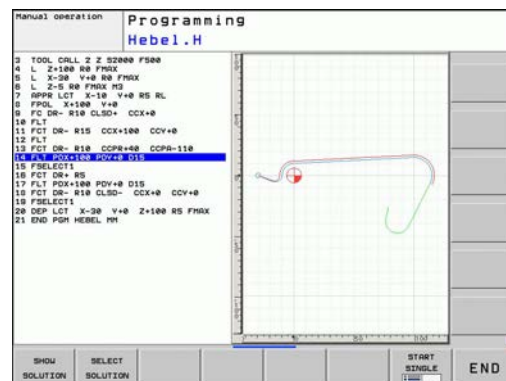 Manual operation
Programming
Hebel.H
3 TOOL CALL 2 Z S2000 F500
4 L Z+100 R0 FMAX
5 L X-30 Y+0 R0 FMAX
6 L Z-5 R0 FMAX M3
7 APPR LCT X-10 Y+0 R5 RL
8 FPOL X+100 Y+0
9 FC DR- R10 CLSD+ CCX+0
10 FLT
11 FCT DR- R15 CCX+100 CCY+0
12 FLT
13 FCT DR- R10 CCPR+40 CCPA-110
14 FLT PDX+100 PDY+0 D15
15 FSELECT1
16 FCT DR+ R5
17 FLT PDX+100 PDY+0 D15
18 FCT DR- R10 CLSD- CCX+0 CCY+0
19 FSELECT1
20 DEP LCT X-30 Y+0 Z+100 R5 FMAX
21 END PGM HEBEL MM
0 50 100
SHOW SOLUTION
SELECT SOLUTION
START SINGLE
END